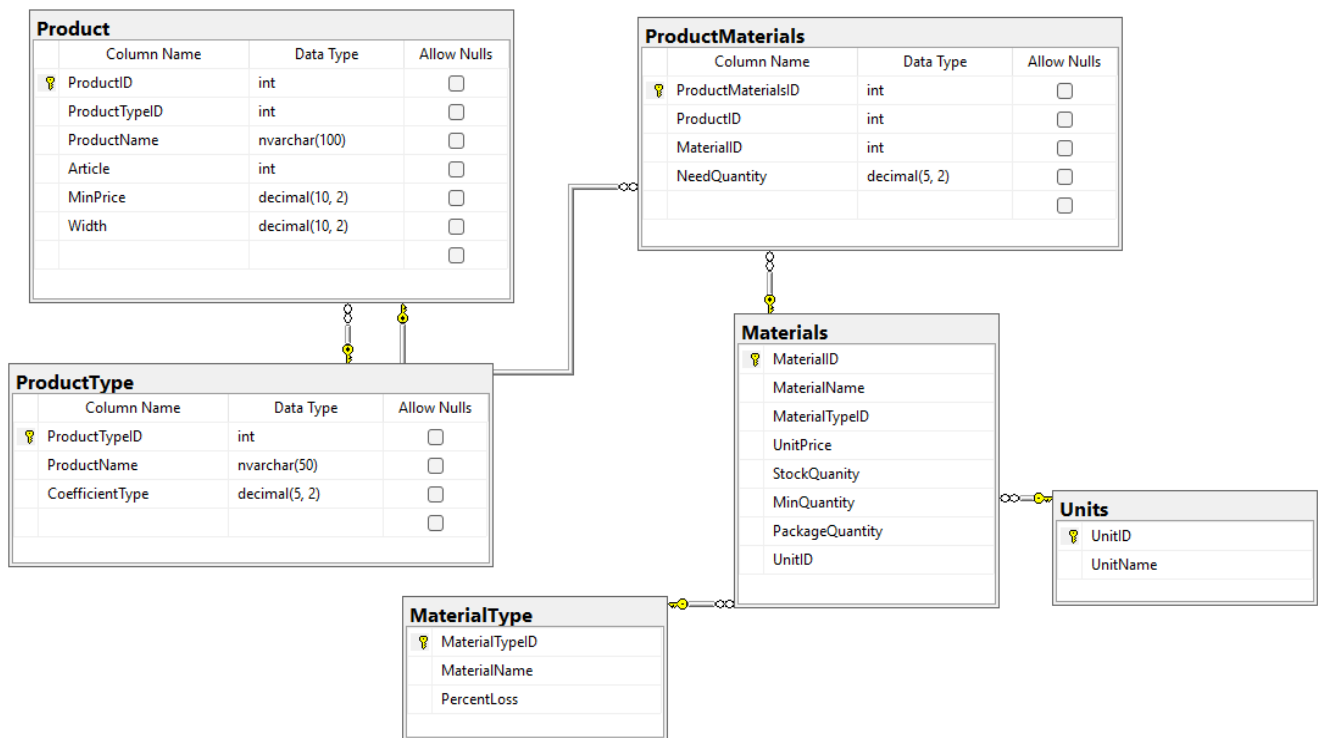 Product
Column Name Data Type Allow Nulls
ProductID int
ProductTypeID int
ProductName nvarchar(100)
Article int
MinPrice decimal(10, 2)
Width decimal(10, 2)
ProductMaterials
Column Name Data Type Allow Nulls
ProductMaterialsID int
ProductID int
MaterialID int
NeedQuantity decimal(5, 2)
ProductType
Column Name Data Type Allow Nulls
ProductTypeID int
ProductName nvarchar(50)
CoefficientType decimal(5, 2)
Materials
MaterialID
MaterialName
MaterialTypeID
UnitPrice
StockQuanity
MinQuantity
PackageQuantity
UnitID
Units
UnitID
UnitName
MaterialType
MaterialTypeID
MaterialName
PercentLoss